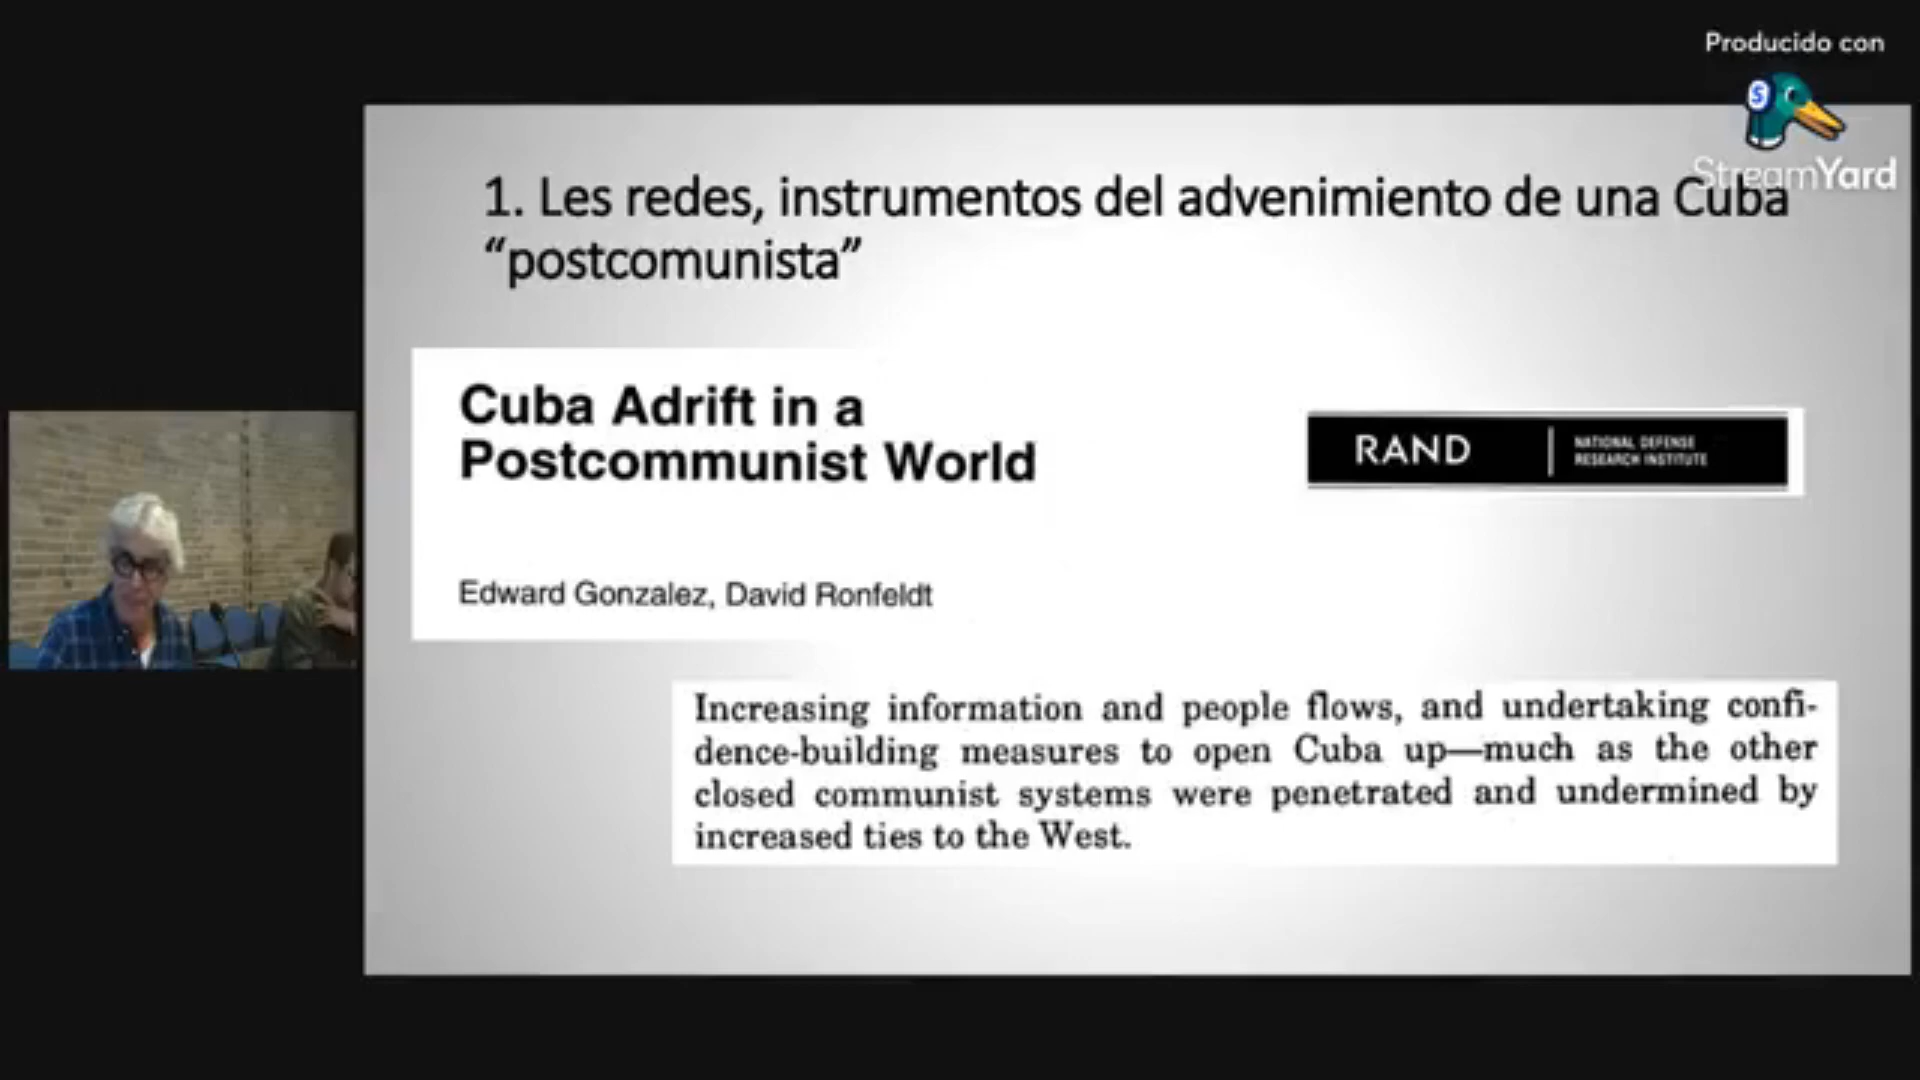 Producido con
StreamYard
1. Les redes, instrumentos del advenimiento de una Cuba
“postcomunista”
Cuba Adrift in a
Postcommunist World
RAND
NATIONAL DEFENSE
RESEARCH INSTITUTE
Edward Gonzalez, David Ronfeldt
Increasing information and people flows, and undertaking confi-
dence-building measures to open Cuba up—much as the other
closed communist systems were penetrated and undermined by
increased ties to the West.